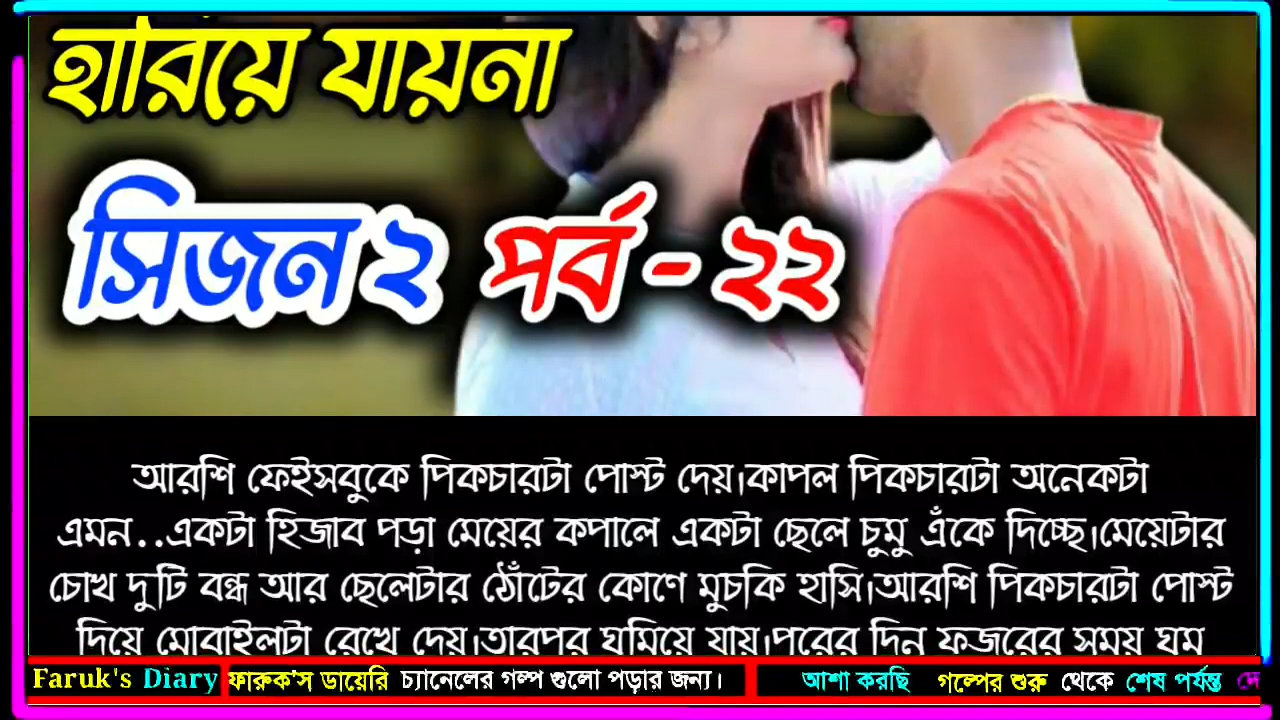 হারিয়ে যায়না
সিজন ২ পর্ব - ২২
আরশি ফেইসবুকে পিকচারটা পোস্ট দেয়।কাপল পিকচারটা অনেকটা
এমন..একটা হিজাব পড়া মেয়ের কপালে একটা ছেলে চুমু এঁকে দিচ্ছে।মেয়েটার
চোখ দুটি বন্ধ আর ছেলেটার ঠোঁটের কোণে মুচকি হাসি।আরশি পিকচারটা পোস্ট
দিয়ে মোবাইলটা রেখে দেয়।তারপর ঘুমিয়ে যায়।পরের দিন ফজরের সময় ঘুম
Faruk's Diary ফারুক'স ডায়েরি চ্যানেলের গল্প গুলো পড়ার জন্য। আশা করছি গল্পের শুরু থেকে শেষ পর্যন্ত